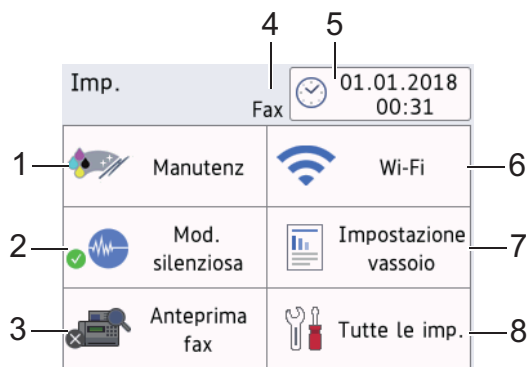 4 5
Imp.
Fax
01.01.2018
00:31
1
Manutenz
Wi-Fi
6
2
Mod.
silenziosa
Impostazione
vassoio
7
3
Anteprima
fax
Tutte le imp.
8